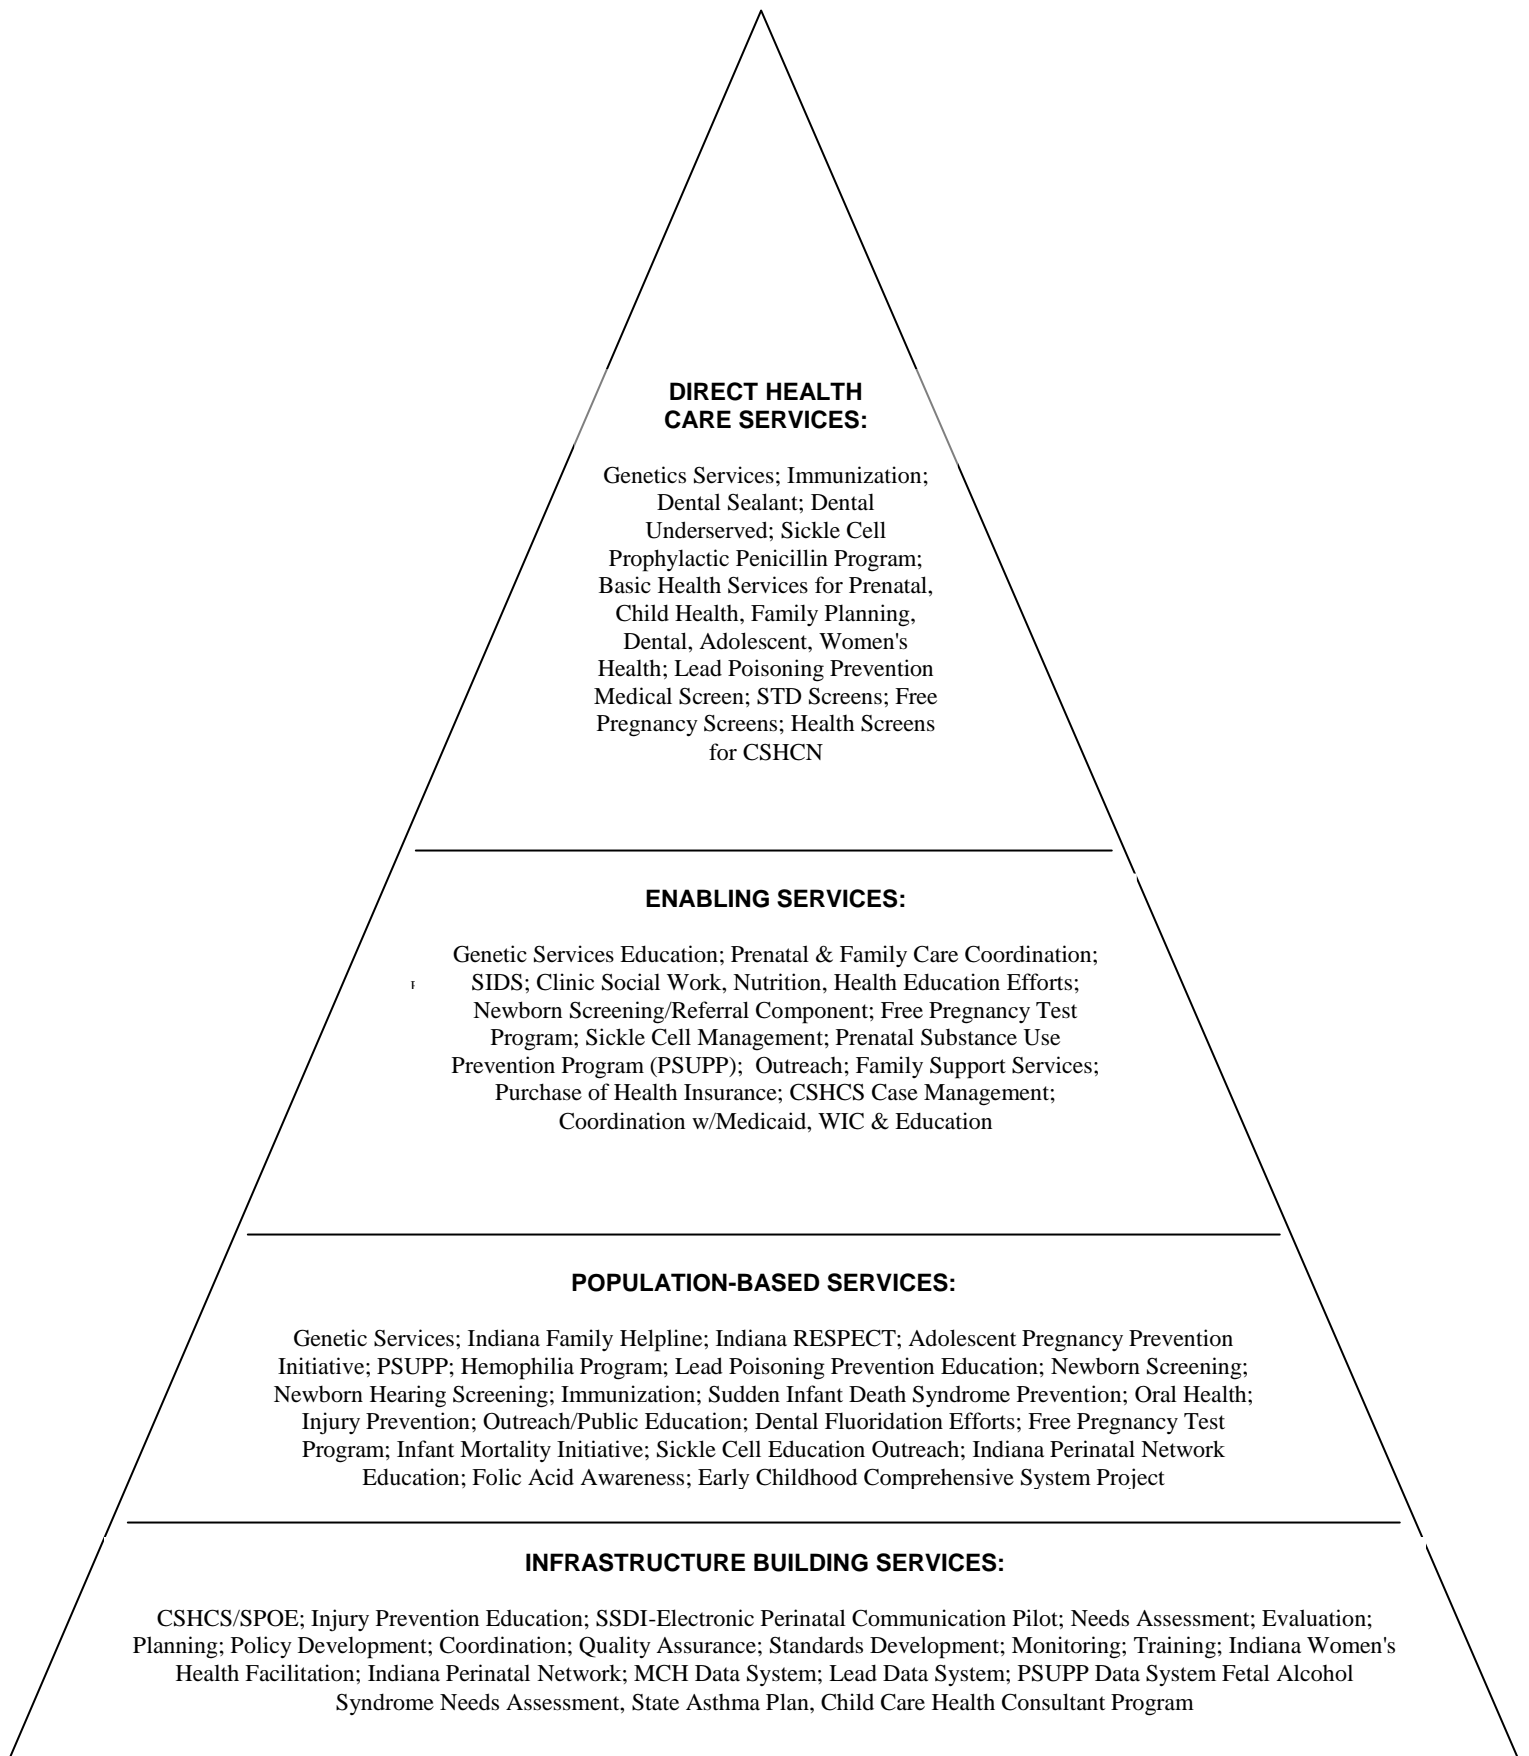 DIRECT HEALTH
CARE SERVICES:
Genetics Services; Immunization;
Dental Sealant; Dental
Underserved; Sickle Cell
Prophylactic Penicillin Program;
Basic Health Services for Prenatal,
Child Health, Family Planning,
Dental, Adolescent, Women's
Health; Lead Poisoning Prevention
Medical Screen; STD Screens; Free
Pregnancy Screens; Health Screens
for CSHCN
ENABLING SERVICES:
Genetic Services Education; Prenatal & Family Care Coordination;
SIDS; Clinic Social Work, Nutrition, Health Education Efforts;
Newborn Screening/Referral Component; Free Pregnancy Test
Program; Sickle Cell Management; Prenatal Substance Use
Prevention Program (PSUPP);  Outreach; Family Support Services;
Purchase of Health Insurance; CSHCS Case Management;
Coordination w/Medicaid, WIC & Education
POPULATION-BASED SERVICES:
Genetic Services; Indiana Family Helpline; Indiana RESPECT; Adolescent Pregnancy Prevention
Initiative; PSUPP; Hemophilia Program; Lead Poisoning Prevention Education; Newborn Screening;
Newborn Hearing Screening; Immunization; Sudden Infant Death Syndrome Prevention; Oral Health;
Injury Prevention; Outreach/Public Education; Dental Fluoridation Efforts; Free Pregnancy Test
Program; Infant Mortality Initiative; Sickle Cell Education Outreach; Indiana Perinatal Network
Education; Folic Acid Awareness; Early Childhood Comprehensive System Project
INFRASTRUCTURE BUILDING SERVICES:
CSHCS/SPOE; Injury Prevention Education; SSDI-Electronic Perinatal Communication Pilot; Needs Assessment; Evaluation;
Planning; Policy Development; Coordination; Quality Assurance; Standards Development; Monitoring; Training; Indiana Women's
Health Facilitation; Indiana Perinatal Network; MCH Data System; Lead Data System; PSUPP Data System Fetal Alcohol
Syndrome Needs Assessment, State Asthma Plan, Child Care Health Consultant Program